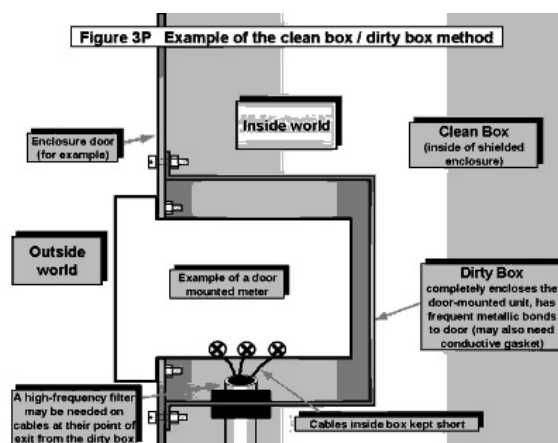 Figure 3P   Example of the clean box / dirty box method
Enclosure door
(for example)
Inside world
Clean Box
(inside of shielded
enclosure)
Outside
world
Example of a door
mounted meter
Dirty Box
completely encloses the
door-mounted unit, has
frequent metallic bonds
to door (may also need
conductive gasket)
A high-frequency filter
may be needed on
cables at their point of
exit from the dirty box
Cables inside box kept short